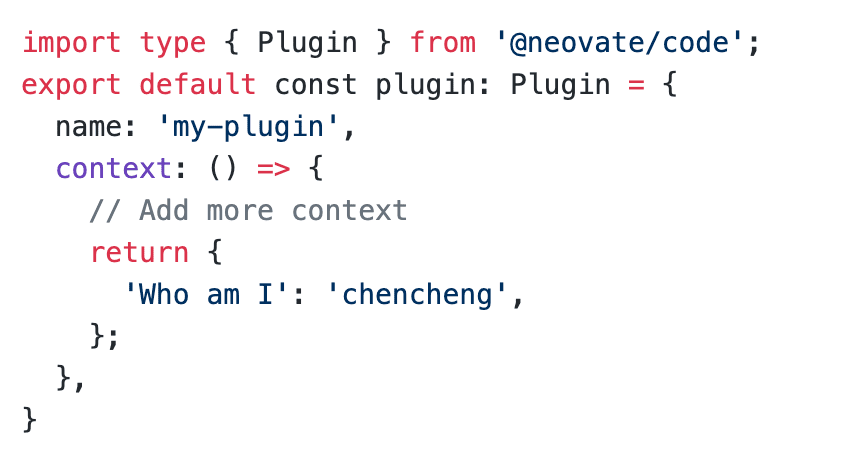 import type { Plugin } from '@neovate/code';
export default const plugin: Plugin = {
  name: 'my-plugin',
  context: () => {
    // Add more context
    return {
      'Who am I': 'chencheng',
    };
  },
}